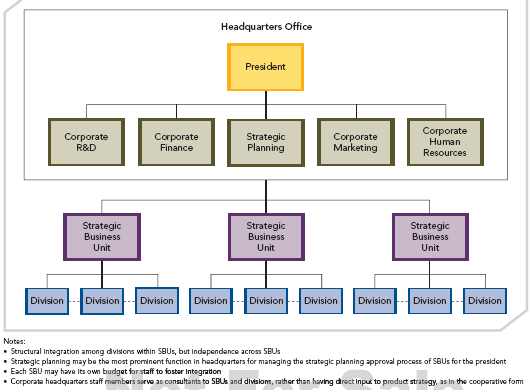 Headquarters Office
President
Corporate
R&D
Corporate
Finance
Strategic
Planning
Corporate
Marketing
Corporate
Human
Resources
Strategic
Business
Unit
Strategic
Business
Unit
Strategic
Business
Unit
Division
Division
Division
Division
Division
Division
Division
Division
Division
Notes:
• Structural integration among divisions within SBUs, but independence across SBUs
• Strategic planning may be the most prominent function in headquarters for managing the strategic planning approval process of SBUs for the president
• Each SBU may have its own budget for staff to foster integration
• Corporate headquarters staff members serve as consultants to SBUs and divisions, rather than having direct input to product strategy, as in the cooperative form
Not For Sale